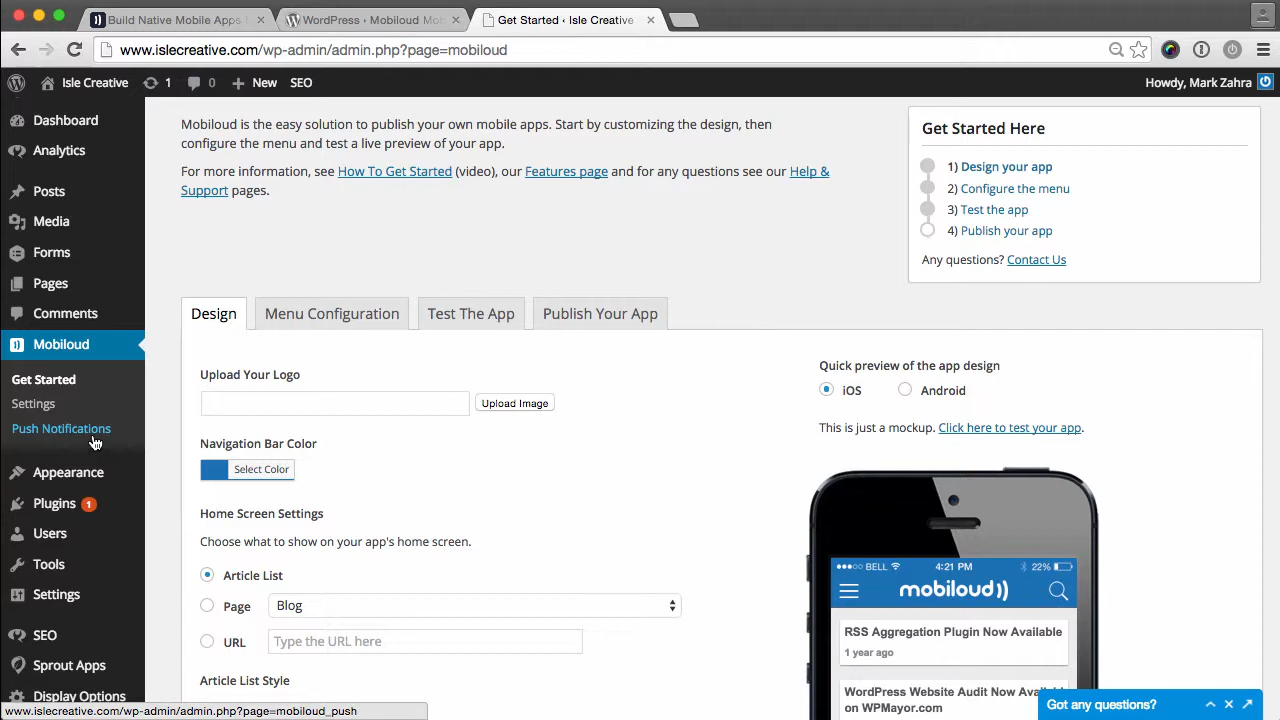 Build Native Mobile Apps
WordPress › Mobiloud Mob
Get Started ‹ Isle Creative
www.islecreative.com/wp-admin/admin.php?page=mobiloud
Isle Creative
1
0
New
SEO
Howdy, Mark Zahra
Dashboard
Analytics
Posts
Media
Forms
Pages
Comments
Mobiloud
Get Started
Settings
Push Notifications
Appearance
Plugins 1
Users
Tools
Settings
SEO
Sprout Apps
Display Options
Mobiloud is the easy solution to publish your own mobile apps. Start by customizing the design, then
configure the menu and test a live preview of your app.
For more information, see How To Get Started (video), our Features page and for any questions see our Help &
Support pages.
Get Started Here
1) Design your app
2) Configure the menu
3) Test the app
4) Publish your app
Any questions? Contact Us
Design
Menu Configuration
Test The App
Publish Your App
Upload Your Logo
Upload Image
Navigation Bar Color
Select Color
Home Screen Settings
Choose what to show on your app's home screen.
Article List
Page
Blog
URL
Type the URL here
Article List Style
Quick preview of the app design
iOS
Android
This is just a mockup. Click here to test your app.
BELL
4:21 PM
22%
mobiloud
RSS Aggregation Plugin Now Available
1 year ago
WordPress Website Audit Now Availa
on WPMayor.com
Got any questions?
www.islecreative.com/wp-admin/admin.php?page=mobiloud_push